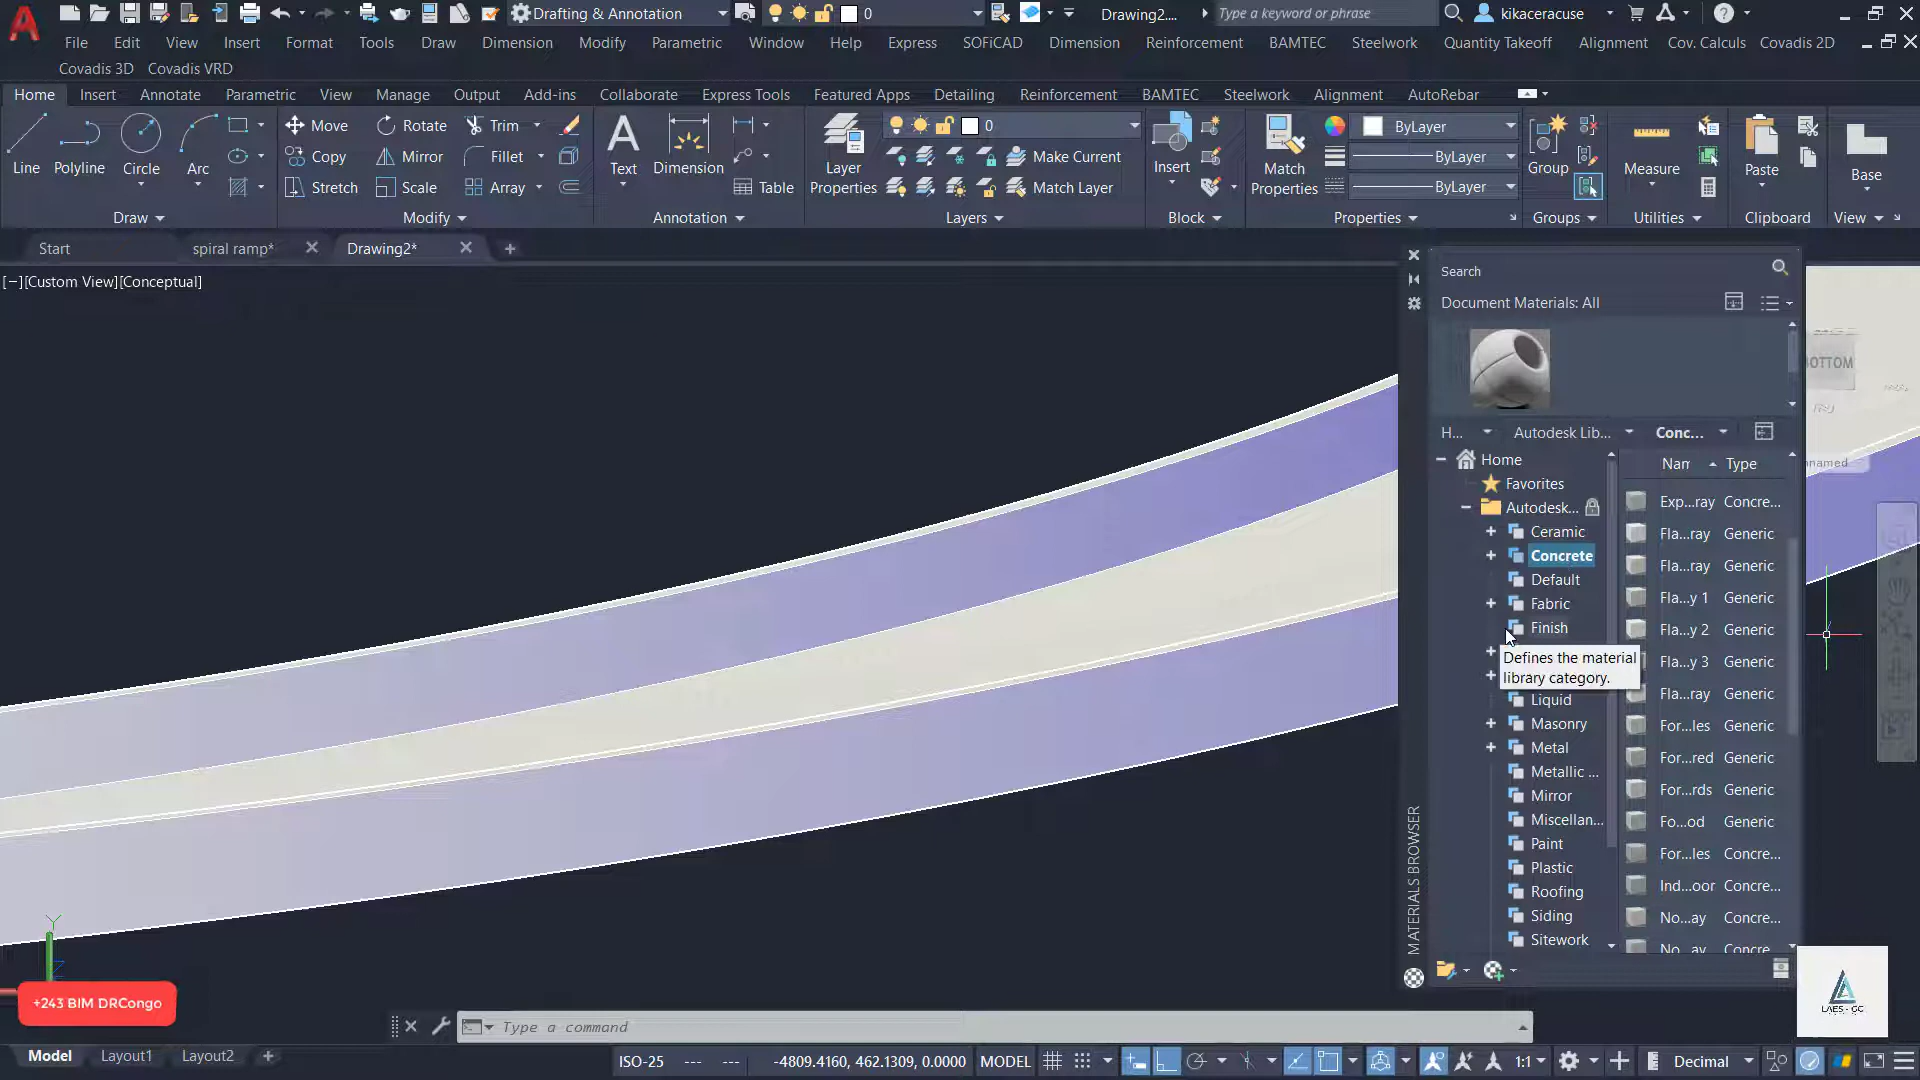 Drafting & Annotation
0
Drawing2....
Type a keyword or phrase
kikaceracuse
File Edit View Insert Format Tools Draw Dimension Modify Parametric Window Help Express SOFiCAD Dimension Reinforcement BAMTEC Steelwork Quantity Takeoff Alignment Cov. Calculs Covadis 2D
Covadis 3D Covadis VRD
Home Insert Annotate Parametric View Manage Output Add-ins Collaborate Express Tools Featured Apps Detailing Reinforcement BAMTEC Steelwork Alignment AutoRebar
Move Rotate Trim 0 ByLayer
Line Polyline Circle Arc Copy Mirror Fillet Text Dimension Layer Properties Make Current Insert Match Properties ByLayer Group Measure Paste Base
Stretch Scale Array Table Match Layer ByLayer
Draw Modify Annotation Layers Block Properties Groups Utilities Clipboard View
Start spiral ramp* Drawing2*
[−][Custom View][Conceptual]
Search
Document Materials: All
BOTTOM
H... Autodesk Lib... Conc...
Home
Favorites
Autodesk...
Ceramic
Concrete
Default
Fabric
Finish
Defines the material
library category.
Liquid
Masonry
Metal
Metallic ...
Mirror
Miscellan...
Paint
Plastic
Roofing
Siding
Sitework
Nar Type
Exp...ray Concre...
Fla...ray Generic
Fla...ray Generic
Fla...y 1 Generic
Fla...y 2 Generic
Fla...y 3 Generic
Fla...ray Generic
For...les Generic
For...red Generic
For...rds Generic
Fo...od Generic
For...les Concre...
Ind...oor Concre...
No...ay Concre...
No...ay Concre...
MATERIALS BROWSER
Y
Z
+243 BIM DRCongo
LAES - GC
Type a command
Model Layout1 Layout2
ISO-25 --- --- -4809.4160, 462.1309, 0.0000 MODEL 1:1 Decimal